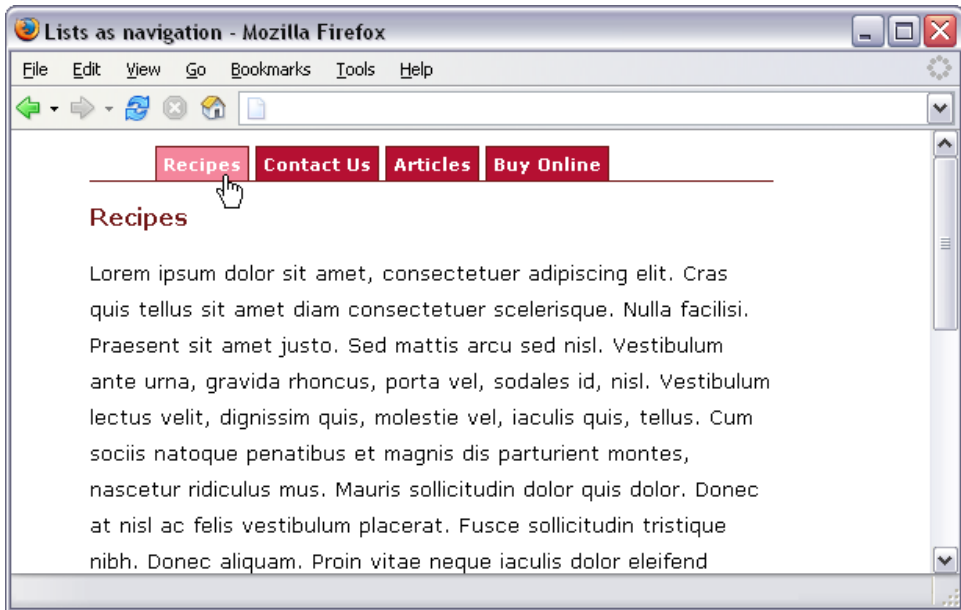 Lists as navigation - Mozilla Firefox
File Edit View Go Bookmarks Tools Help
Recipes Contact Us Articles Buy Online
Recipes
Lorem ipsum dolor sit amet, consectetuer adipiscing elit. Cras
quis tellus sit amet diam consectetuer scelerisque. Nulla facilisi.
Praesent sit amet justo. Sed mattis arcu sed nisl. Vestibulum
ante urna, gravida rhoncus, porta vel, sodales id, nisl. Vestibulum
lectus velit, dignissim quis, molestie vel, iaculis quis, tellus. Cum
sociis natoque penatibus et magnis dis parturient montes,
nascetur ridiculus mus. Mauris sollicitudin dolor quis dolor. Donec
at nisl ac felis vestibulum placerat. Fusce sollicitudin tristique
nibh. Donec aliquam. Proin vitae neque iaculis dolor eleifend